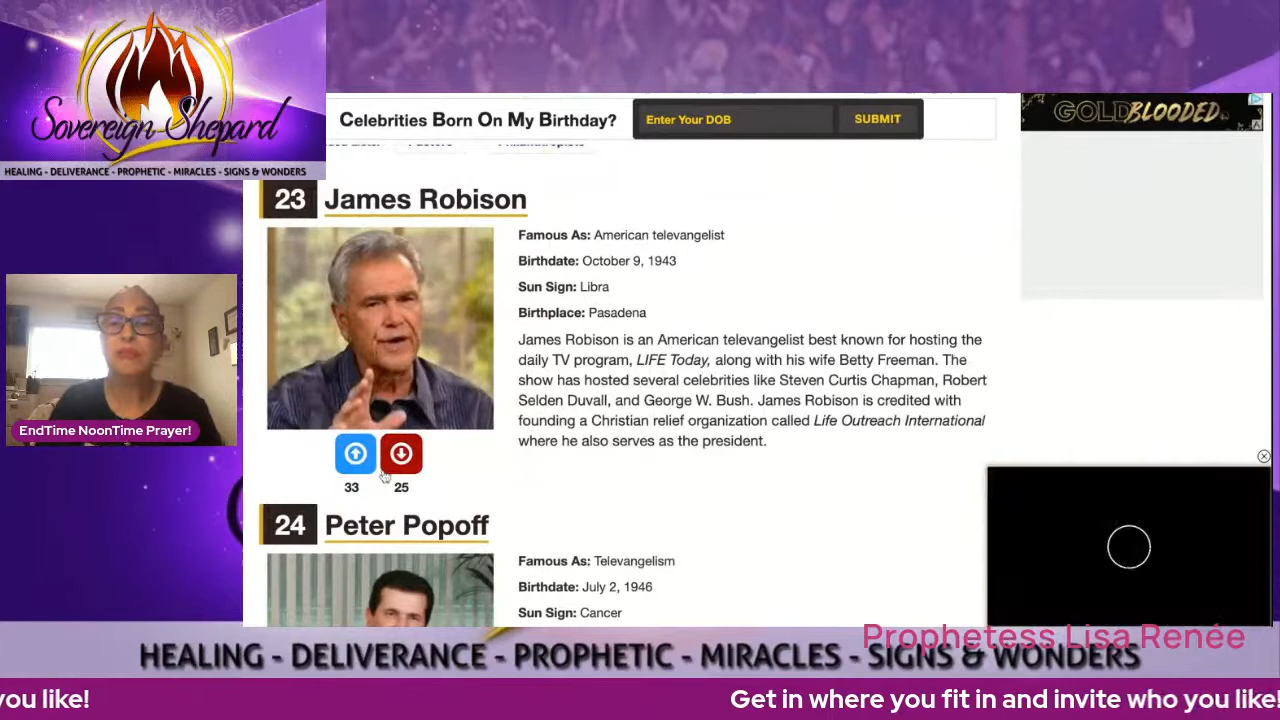 Sovereign Shepard
HEALING - DELIVERANCE - PROPHETIC - MIRACLES - SIGNS & WONDERS
Celebrities Born On My Birthday?
Enter Your DOB
SUBMIT
GOLDBLOODED
23 James Robison
Famous As: American televangelist
Birthdate: October 9, 1943
Sun Sign: Libra
Birthplace: Pasadena
James Robison is an American televangelist best known for hosting the
daily TV program, LIFE Today, along with his wife Betty Freeman. The
show has hosted several celebrities like Steven Curtis Chapman, Robert
Selden Duvall, and George W. Bush. James Robison is credited with
founding a Christian relief organization called Life Outreach International
where he also serves as the president.
33 25
EndTime NoonTime Prayer!
24 Peter Popoff
Famous As: Televangelism
Birthdate: July 2, 1946
Sun Sign: Cancer
Prophetess Lisa Renée
HEALING - DELIVERANCE - PROPHETIC - MIRACLES - SIGNS & WONDERS
you like!
Get in where you fit in and invite who you like!